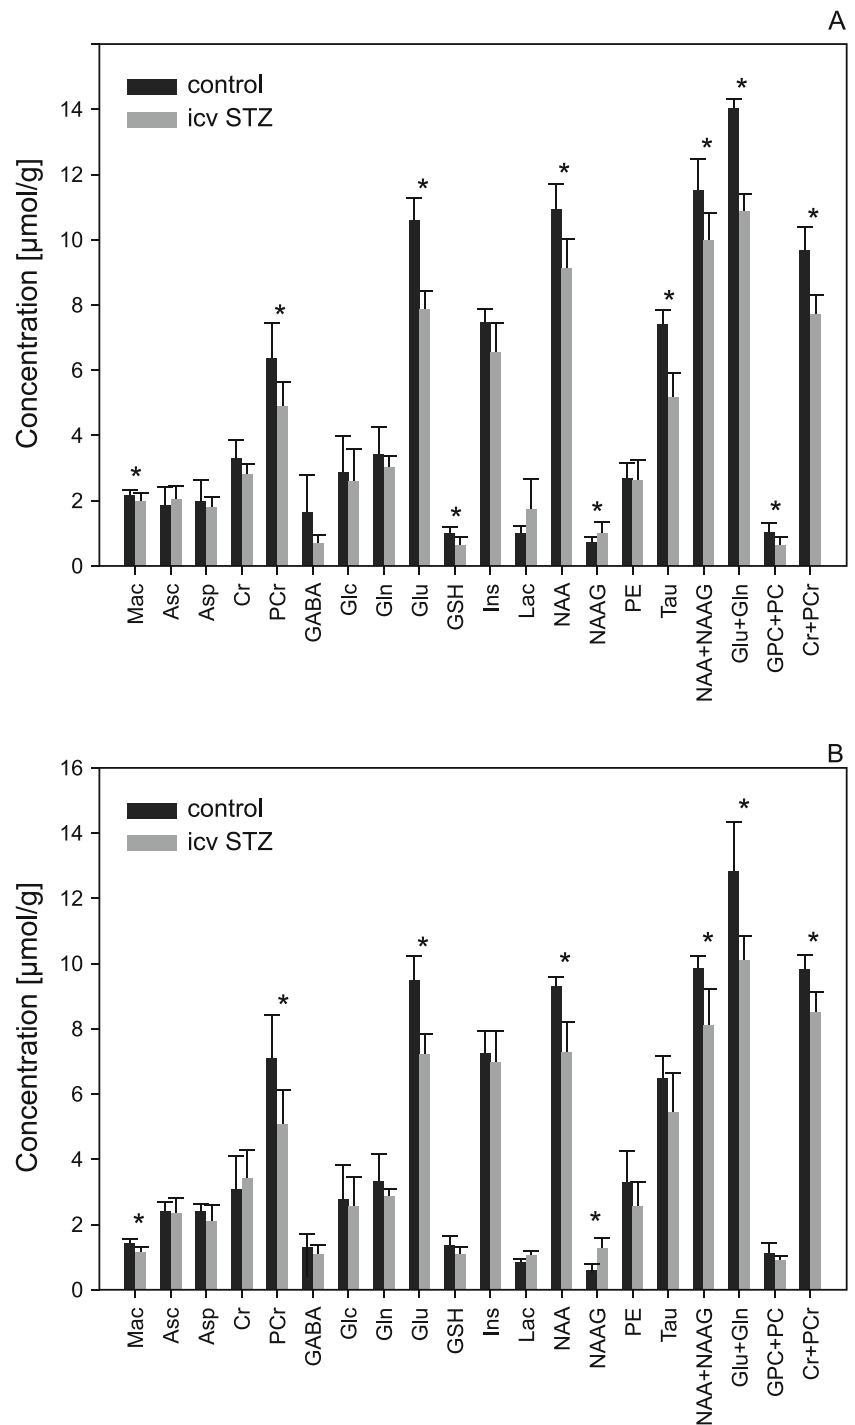 A
control
icv STZ
Concentration [µmol/g]
14
12
10
8
6
4
2
0
* * * * * * * * * * *
Mac Asc Asp Cr PCr GABA Glc Gln Glu GSH Ins Lac NAA NAAG PE Tau NAA+NAAG Glu+Gln GPC+PC Cr+PCr
B
control
icv STZ
Concentration [µmol/g]
16
14
12
10
8
6
4
2
0
* * * * * * * *
Mac Asc Asp Cr PCr GABA Glc Gln Glu GSH Ins Lac NAA NAAG PE Tau NAA+NAAG Glu+Gln GPC+PC Cr+PCr